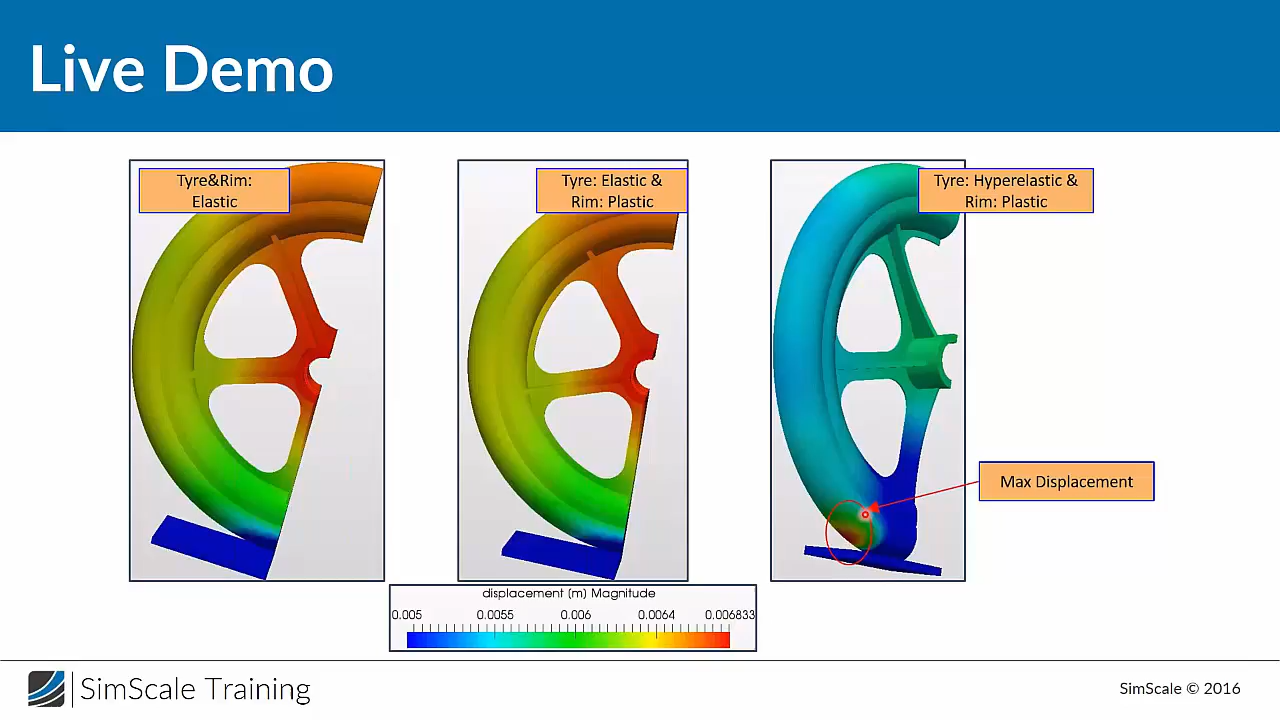 Live Demo
Tyre&Rim:
Elastic
Tyre: Elastic &
Rim: Plastic
Tyre: Hyperelastic &
Rim: Plastic
Max Displacement
displacement (m) Magnitude
0.005 0.0055 0.006 0.0064 0.006833
SimScale Training
SimScale © 2016